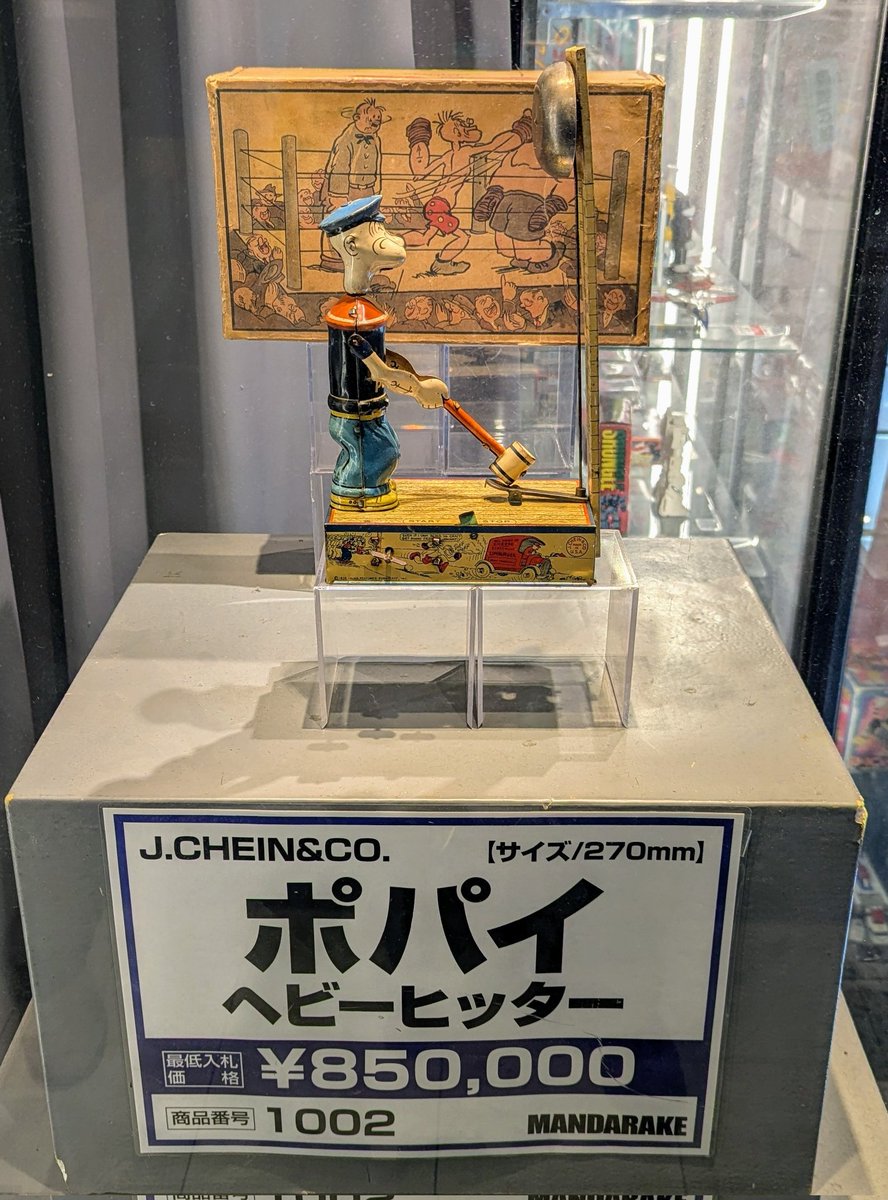 J.CHEIN&CO.
【サイズ/270mm】
ポパイ
ヘビーヒッター
最低入札
価 格
¥850,000
商品番号 1002
MANDARAKE